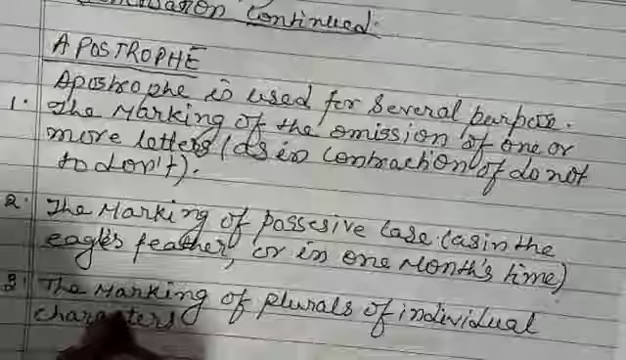 Continued:
APOSTROPHE
Apostrophe is used for several purpose.
1. The Marking of the omission of one or
more letters (as in Contraction of do not
to don't).
2. The Marking of possesive Case (as in the
eagle's feather, or in one Month's time)
3. The Marking of plurals of individual
characters